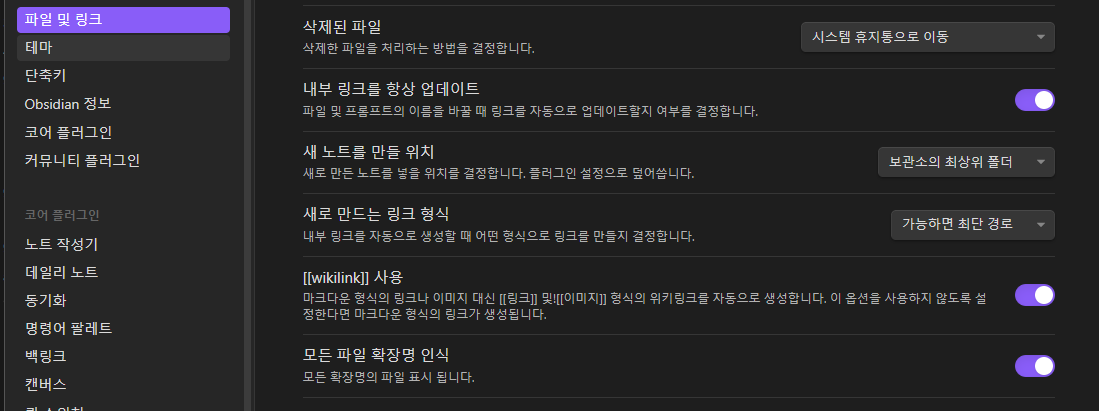 파일 및 링크
테마
단축키
Obsidian 정보
코어 플러그인
커뮤니티 플러그인
코어 플러그인
노트 작성기
데일리 노트
동기화
명령어 팔레트
백링크
캔버스
삭제된 파일
삭제한 파일을 처리하는 방법을 결정합니다.
시스템 휴지통으로 이동
내부 링크를 항상 업데이트
파일 및 프롬프트의 이름을 바꿀 때 링크를 자동으로 업데이트할지 여부를 결정합니다.
새 노트를 만들 위치
새로 만든 노트를 넣을 위치를 결정합니다. 플러그인 설정으로 덮어씁니다.
보관소의 최상위 폴더
새로 만드는 링크 형식
내부 링크를 자동으로 생성할 때 어떤 형식으로 링크를 만들지 결정합니다.
가능하면 최단 경로
[[wikilink]] 사용
마크다운 형식의 링크나 이미지 대신 [[링크]] 및![[이미지]] 형식의 위키링크를 자동으로 생성합니다. 이 옵션을 사용하지 않도록 설
정한다면 마크다운 형식의 링크가 생성됩니다.
모든 파일 확장명 인식
모든 확장명의 파일 표시 됩니다.